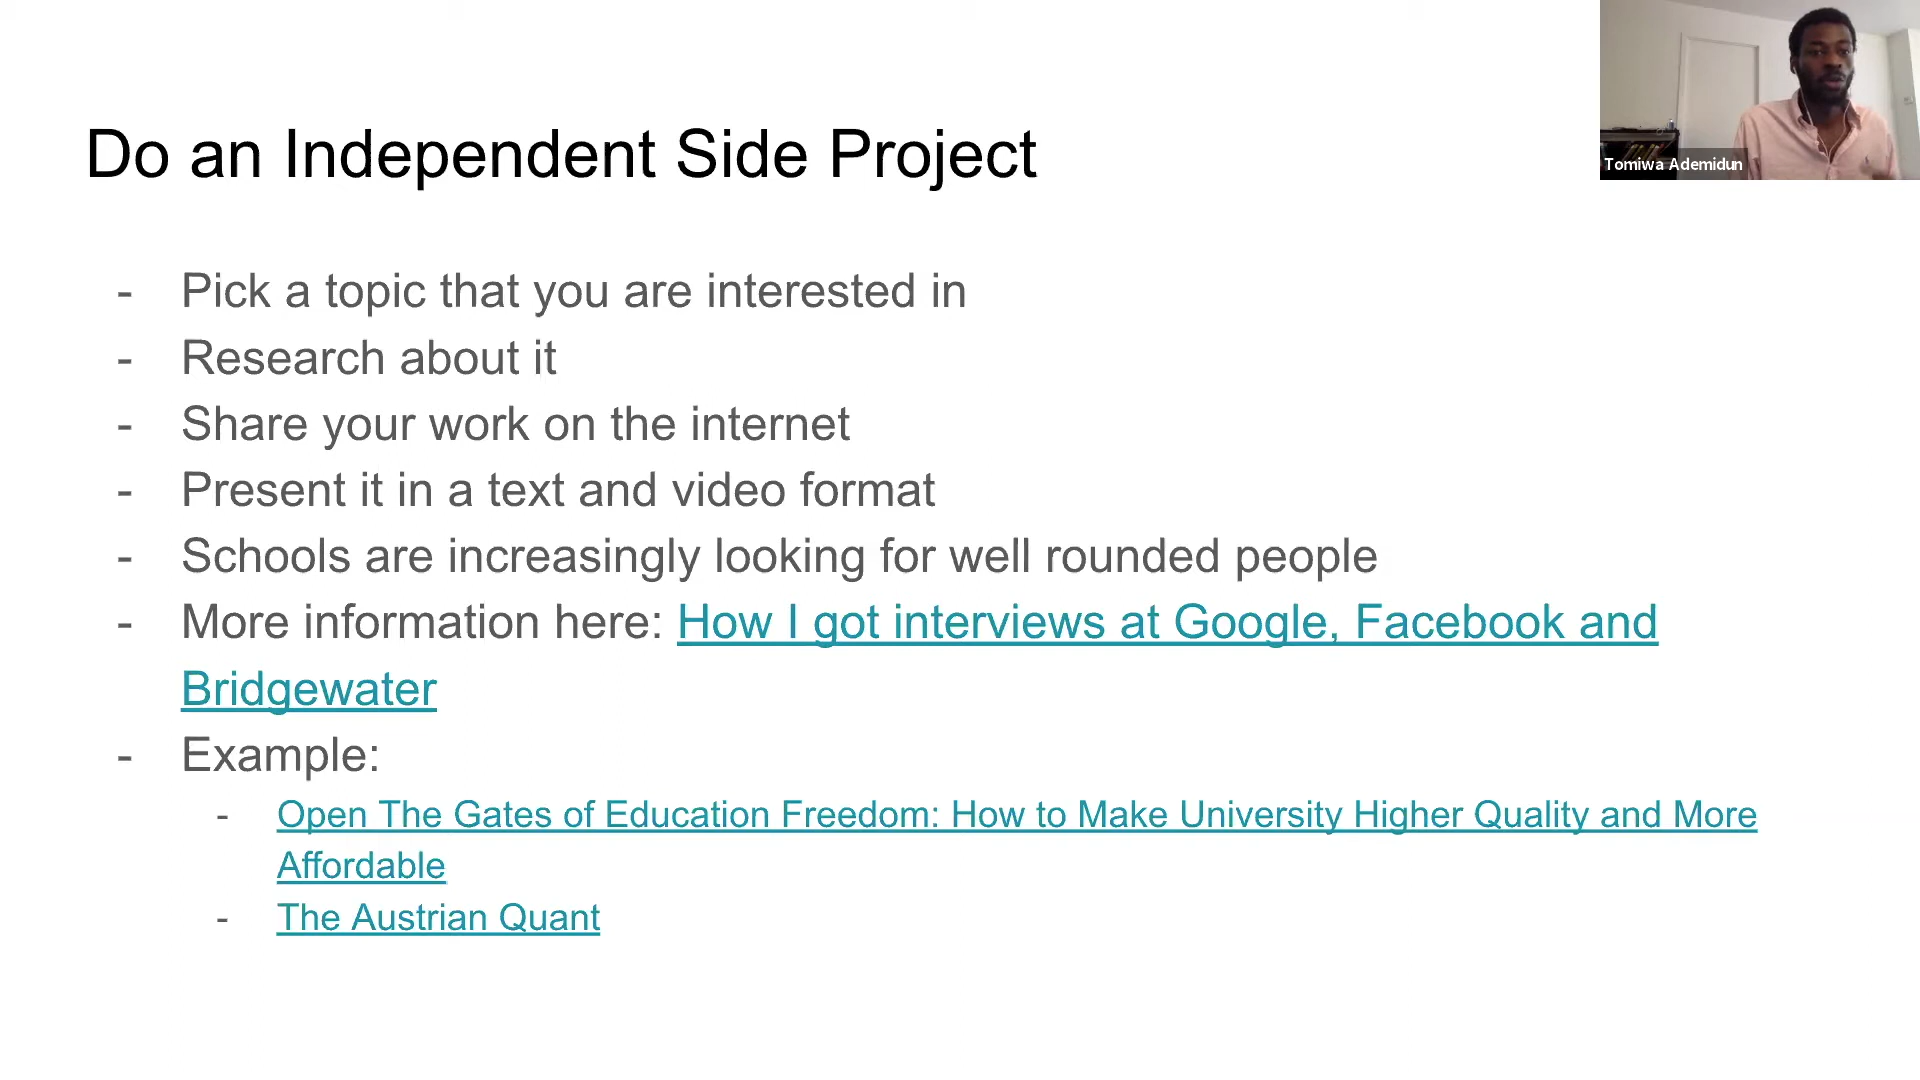 Do an Independent Side Project
- Pick a topic that you are interested in
- Research about it
- Share your work on the internet
- Present it in a text and video format
- Schools are increasingly looking for well rounded people
- More information here: How I got interviews at Google, Facebook and
Bridgewater
- Example:
- Open The Gates of Education Freedom: How to Make University Higher Quality and More
Affordable
- The Austrian Quant
Tomiwa Ademidun